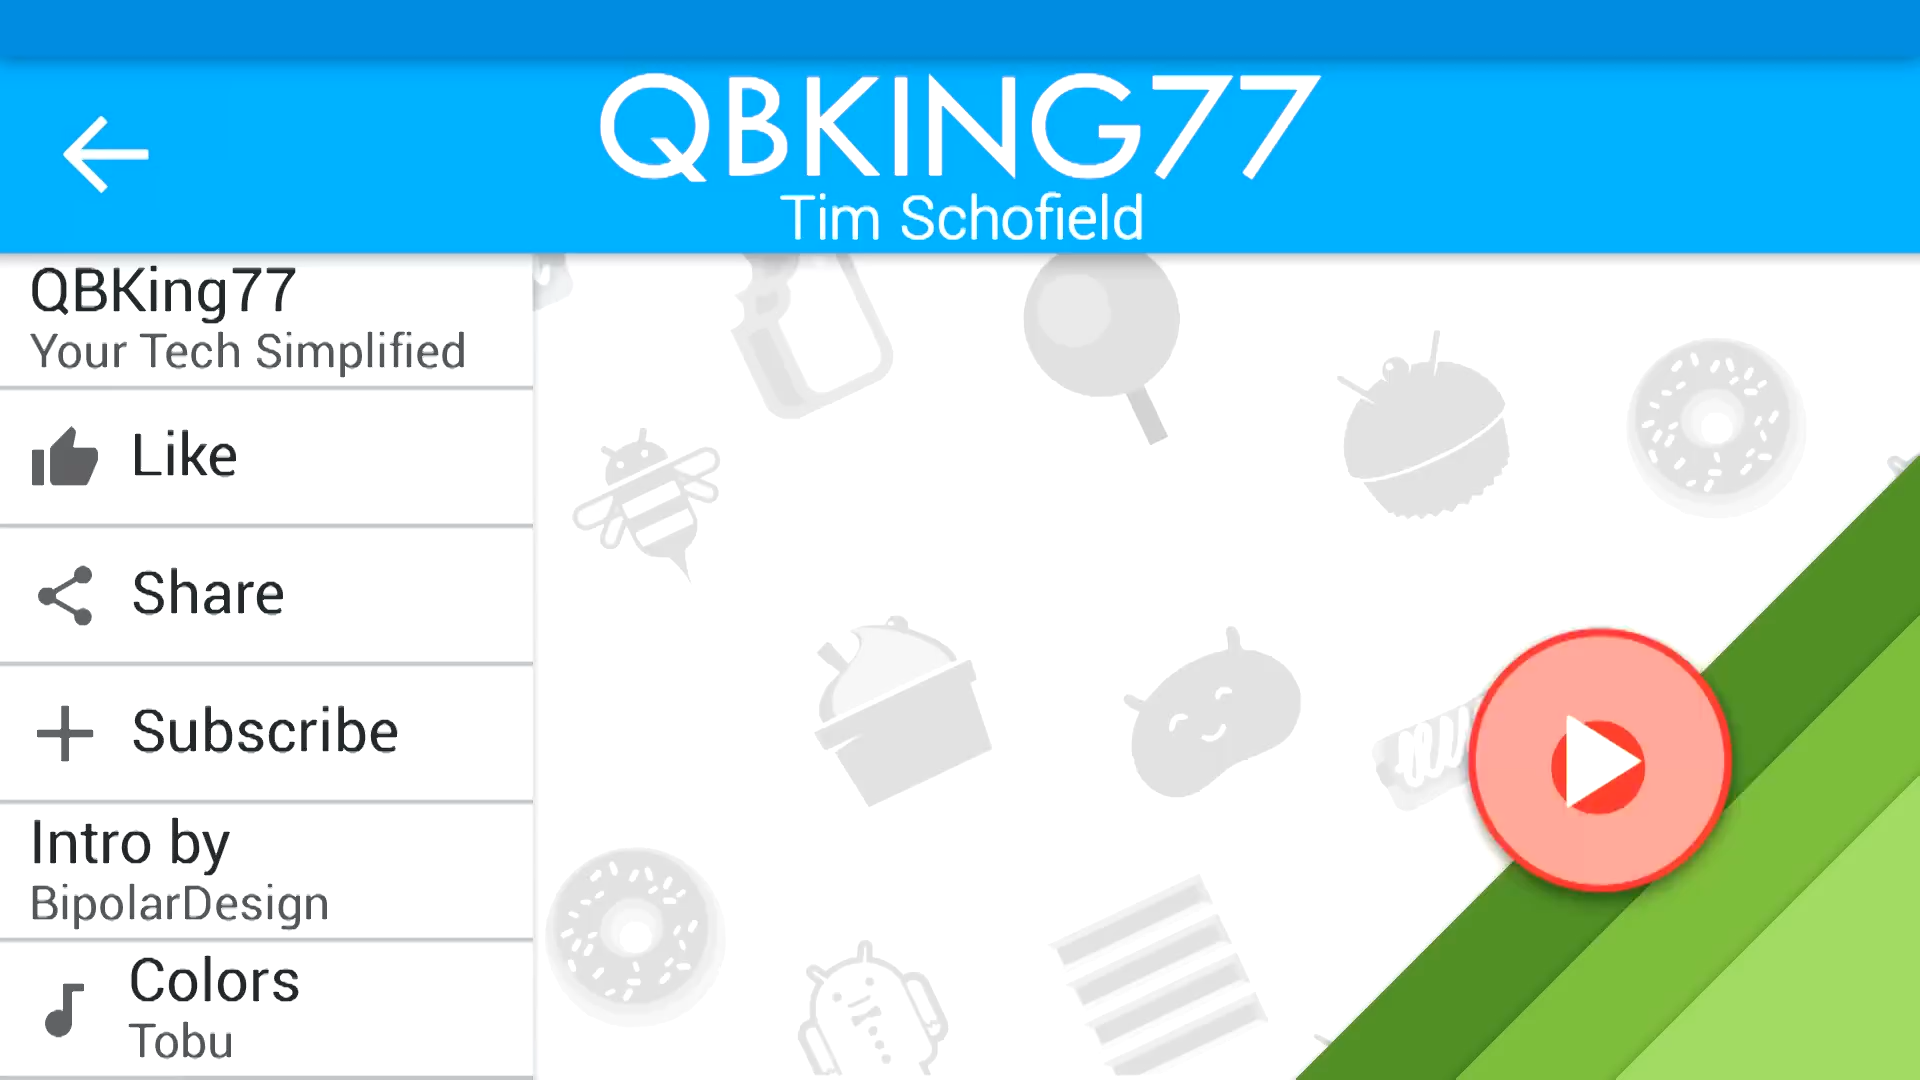 QBKING77
Tim Schofield
QBKing77
Your Tech Simplified
Like
Share
Subscribe
Intro by
BipolarDesign
Colors
Tobu